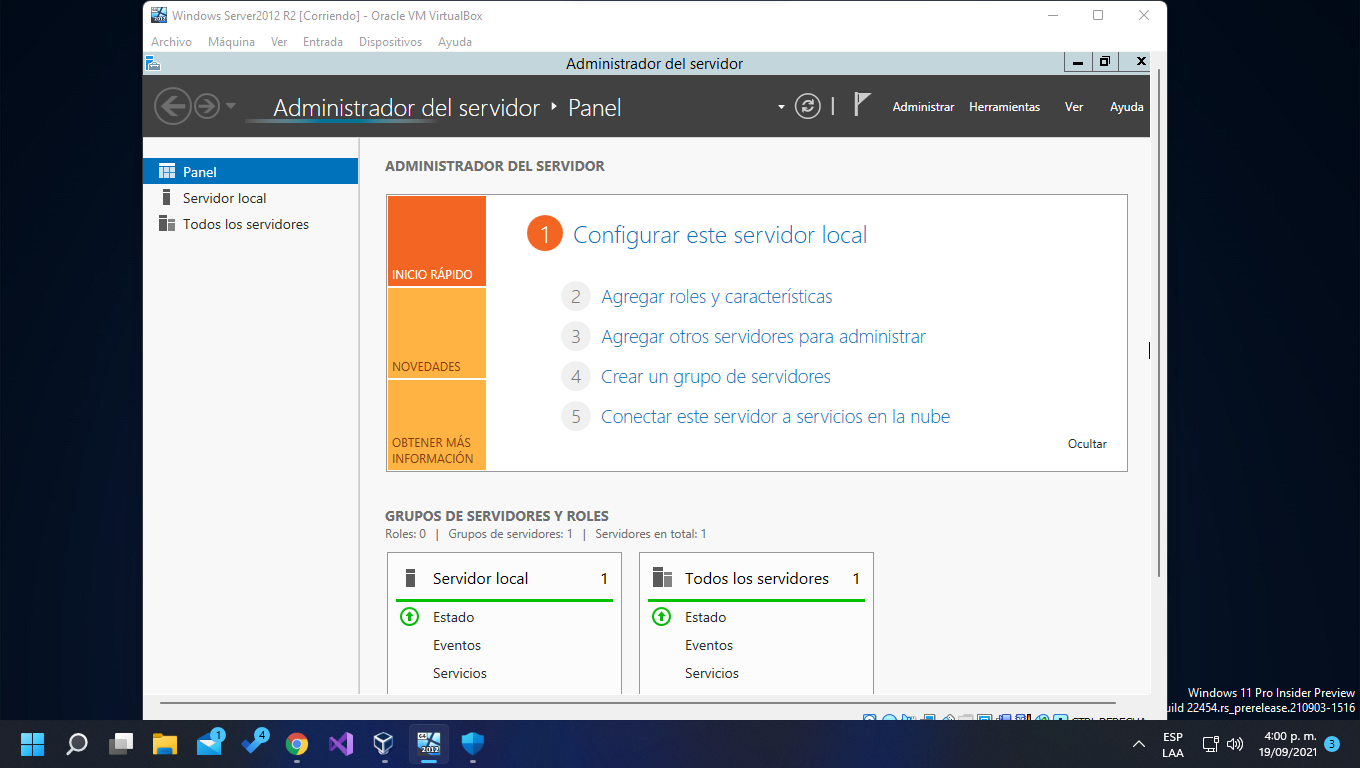 Windows Server2012 R2 [Corriendo] - Oracle VM VirtualBox
Archivo Máquina Ver Entrada Dispositivos Ayuda
Administrador del servidor
Administrador del servidor Panel
Administrar Herramientas Ver Ayuda
Panel
Servidor local
Todos los servidores
ADMINISTRADOR DEL SERVIDOR
INICIO RÁPIDO
NOVEDADES
OBTENER MÁS
INFORMACIÓN
1 Configurar este servidor local
2 Agregar roles y características
3 Agregar otros servidores para administrar
4 Crear un grupo de servidores
5 Conectar este servidor a servicios en la nube
Ocultar
GRUPOS DE SERVIDORES Y ROLES
Roles: 0 | Grupos de servidores: 1 | Servidores en total: 1
Servidor local 1
Estado
Eventos
Servicios
Todos los servidores 1
Estado
Eventos
Servicios
CTRL DERECHA
Windows 11 Pro Insider Preview
uild 22454.rs_prerelease.210903-1516
1
4
2012
ESP
LAA
4:00 p. m.
19/09/2021
3